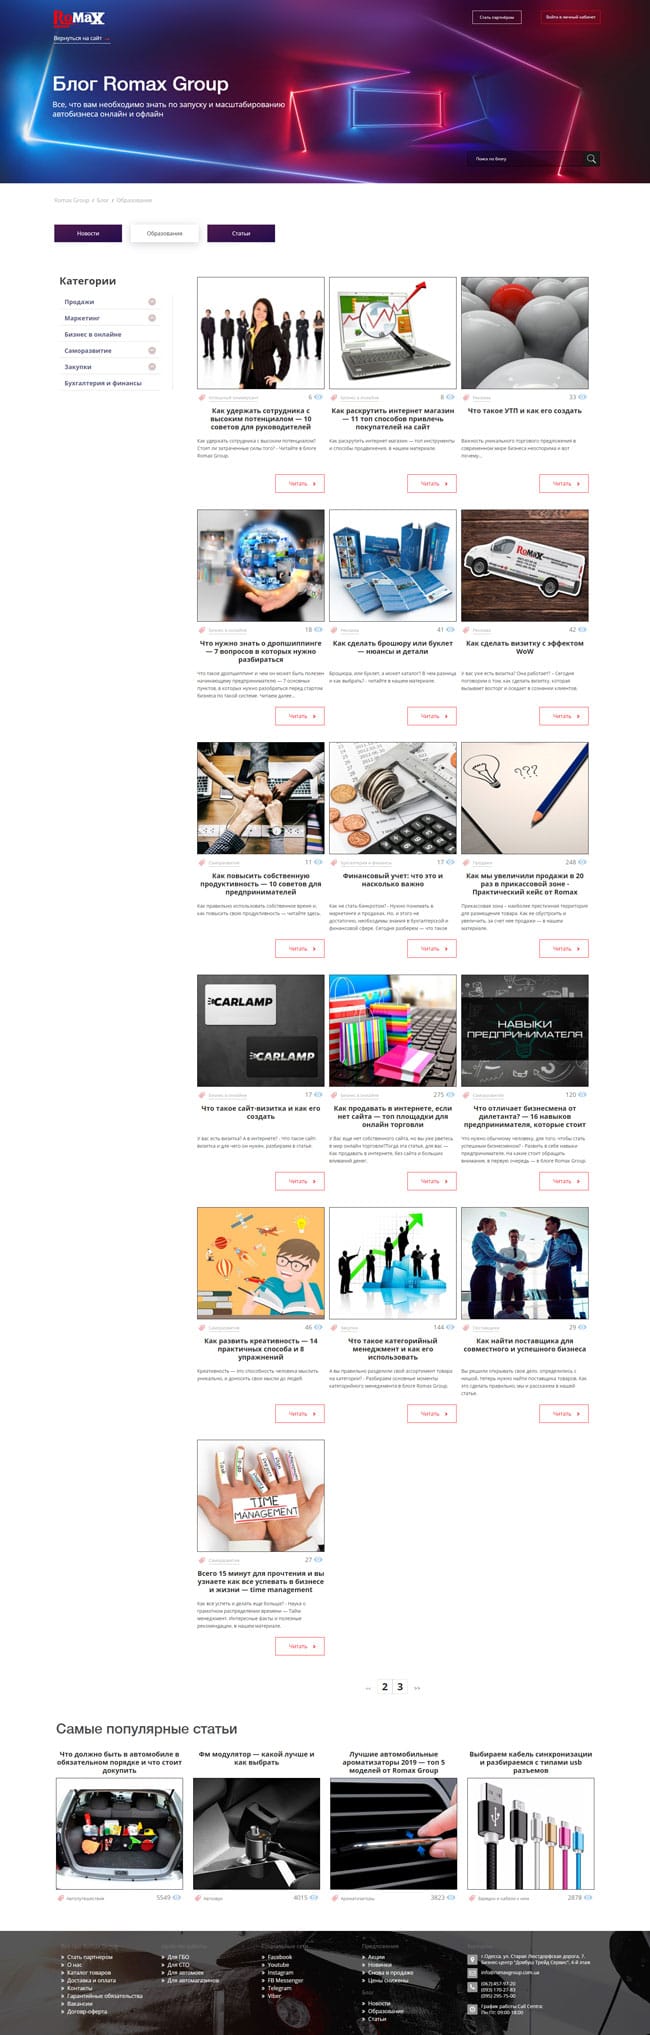 RoMaX
Стать партнёром
Войти в личный кабинет
Вернуться на сайт →
Блог Romax Group
Все, что вам необходимо знать по запуску и масштабированию
автобизнеса онлайн и офлайн
Поиск по блогу
Romax Group / Блог / Образование
Новости
Образование
Статьи
Категории
Продажи
Маркетинг
Бизнес в онлайне
Саморазвитие
Закупки
Бухгалтерия и финансы
6
Как удержать сотрудника с
высоким потенциалом — 10
советов для руководителей
Как удержать сотрудника с высоким потенциалом?
Стоят ли затраченные силы того? - Читайте в блоге
Romax Group.
Читать
Бизнес в онлайне 8
Как раскрутить интернет магазин
— 11 топ способов привлечь
покупателей на сайт
Как раскрутить интернет магазин — топ инструменты
и способы продвижения, в нашем материале.
Читать
Реклама 33
Что такое УТП и как его создать
Важность уникального торгового предложения в
современном мире бизнеса неоспорима и вот
почему...
Читать
Бизнес в онлайне 18
Что нужно знать о дропшиппинге
— 7 вопросов в которых нужно
разбираться
Что такое дропшиппинг и чем он может быть полезен
начинающему предпринимателю — 7 основных
пунктов, в которых нужно разобраться перед стартом
бизнеса по такой системе. Читаем далее...
Читать
Реклама 41
Как сделать брошюру или буклет
— нюансы и детали
Брошюра, или буклет, а может каталог? В чем разница
и как выбрать? - читайте в нашем материале.
Читать
RoMaX
Реклама 42
Как сделать визитку с эффектом
WoW
У вас уже есть визитка? Она работает? - Сегодня
поговорим о том, как сделать визитку, которая
вызывает восторг и оседает в сознании клиентов.
Читать
Саморазвитие 11
Как повысить собственную
продуктивность — 10 советов для
предпринимателей
Как правильно использовать собственное время и,
как повысить свою продуктивность — читайте здесь.
Читать
Бухгалтерия и финансы 17
Финансовый учет: что это и
насколько важно
Как не стать банкротом? - Нужно понимать в
маркетинге и продажах. Но, и этого не
достаточно, необходимы знания в бухгалтерской и
финансовой сфере. Сегодня разберем — что такое
Читать
???
Продажи 248
Как мы увеличили продажи в 20
раз в прикассовой зоне -
Практический кейс от Romax
Прикассовая зона – наиболее престижная территория
для размещения товара. Как ее обустроить и
увеличить, за счет нее продажи — в нашем
материале.
Читать
CARLAMP
CARLAMP
Бизнес в онлайне 17
Что такое сайт-визитка и как его
создать
У вас есть визитка? А в интернете? - Что такое сайт
визитка и для чего он нужен, разбираем в статье.
Читать
Бизнес в онлайне 275
Как продавать в интернете, если
нет сайта — топ площадки для
онлайн торговли
У Вас еще нет собственного сайта, но вы уже рветесь
в мир онлайн торговли?Тогда эта статья, для вас —
Как продавать в интернете, без сайта и больших
вложений денег.
Читать
НАВЫКИ
ПРЕДПРИНИМАТЕЛЯ
Саморазвитие 120
Что отличает бизнесмена от
дилетанта? — 16 навыков
предпринимателя, которые стоит
Что нужно обычному человеку, для того, чтобы стать
успешным бизнесменом? - Развить в себе навыки
предпринимателя. На какие стоит обращать
внимание, в первую очередь — в блоге Romax Group.
Читать
Саморазвитие 46
Как развить креативность — 14
практичных способа и 8
упражнений
Креативность — это способность человека мыслить
уникально, и доносить свои мысли до людей.
Читать
Закупки 144
Что такое категорийный
менеджмент и как его
использовать
А вы правильно разделили свой ассортимент товара
на категории? - Разбираем основные моменты
категорийного менеджмента в блоге Romax Group.
Читать
Поставщики 29
Как найти поставщика для
совместного и успешного бизнеса
Вы решили открывать свое дело, определились с
нишей, теперь нужно найти поставщика товаров. Как
это сделать правильно, мы и расскажем в нашей
статье.
Читать
TIME
MANAGEMENT
Саморазвитие 27
Всего 15 минут для прочтения и вы
узнаете как все успевать в бизнесе
и жизни — time management
Как все успеть и делать еще больше? - Наука о
грамотном распределении времени — Тайм
менеджмент. Интересные факты и полезные
рекомендации, в нашем материале.
Читать
<< 2 3 >>
Самые популярные статьи
Что должно быть в автомобиле в
обязательном порядке и что стоит
докупить
Автопутешествия 5549
Фм модулятор — какой лучше и
как выбрать
Автозвук 4015
Лучшие автомобильные
ароматизаторы 2019 — топ 5
моделей от Romax Group
Ароматизаторы 3823
Выбираем кабель синхронизации
и разбираемся с типами usb
разъемов
2878
Стать партнером
О нас
Каталог товаров
Доставка и оплата
Контакты
Гарантийные обязательства
Вакансии
Договор-оферта
Для ГБО
Для СТО
Для автомоек
Для автомагазинов
Социальные сети
Facebook
Youtube
Instagram
FB Messenger
Telegram
Viber
Предложения
Акции
Новинки
Снова в продаже
Цены снижены
Блог
Новости
Образование
Статьи
г.Одесса, ул. Старая Люстдорфская дорога, 7.
Бизнес-центр "Довбуш Трейд Сервис", 4-й этаж
info@romaxgroup.com.ua
(067) 457-97-20
(093) 170-27-83
(095) 295-75-00
График работы Call Centra:
Пн-Пт: 09:00-18:00